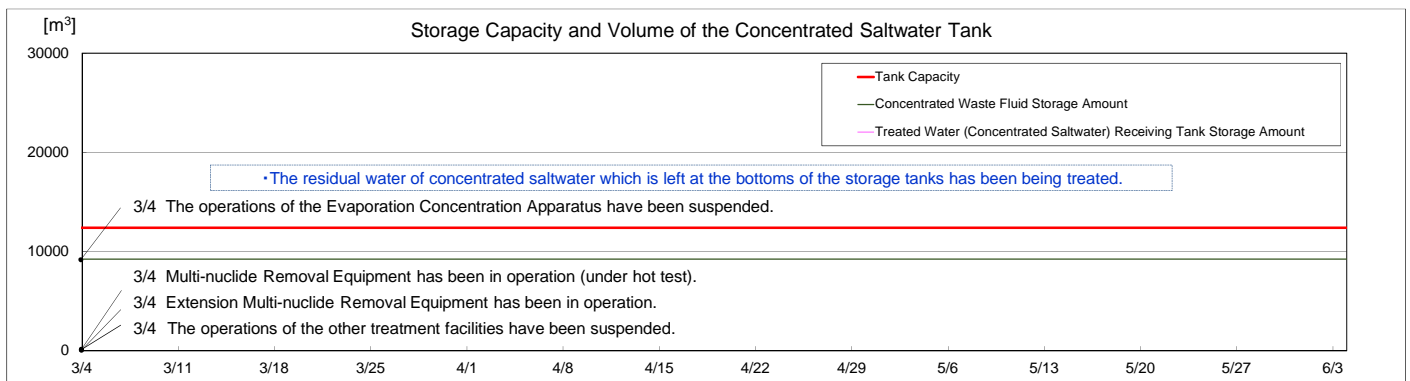 [m³]
Storage Capacity and Volume of the Concentrated Saltwater Tank
30000
Tank Capacity
Concentrated Waste Fluid Storage Amount
Treated Water (Concentrated Saltwater) Receiving Tank Storage Amount
20000
・The residual water of concentrated saltwater which is left at the bottoms of the storage tanks has been being treated.
3/4 The operations of the Evaporation Concentration Apparatus have been suspended.
10000
3/4 Multi-nuclide Removal Equipment has been in operation (under hot test).
3/4 Extension Multi-nuclide Removal Equipment has been in operation.
3/4 The operations of the other treatment facilities have been suspended.
0
3/4 3/11 3/18 3/25 4/1 4/8 4/15 4/22 4/29 5/6 5/13 5/20 5/27 6/3